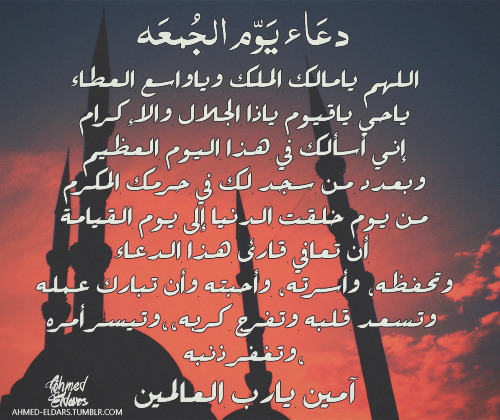 دعاء يوم الجمعه
اللهم يامالك الملك وياواسع العطاء
ياحي ياقيوم ياذا الجلال والإكرام
إني أسألك في هذا اليوم العظيم
وبعدد من سجد لك في حرمك المكرم
من يوم خلقت الدنيا إلى يوم القيامة
أن تعافي قارئ هذا الدعاء
وتحفظه، وأسرته، وأحبته وأن تبارك عمله
وتسعد قلبه وتفرج كربه،،وتيسر أمره
،وتغفر ذنبه
آمين يارب العالمين
Ahmed
Eldars
AHMED-ELDARS.TUMBLR.COM